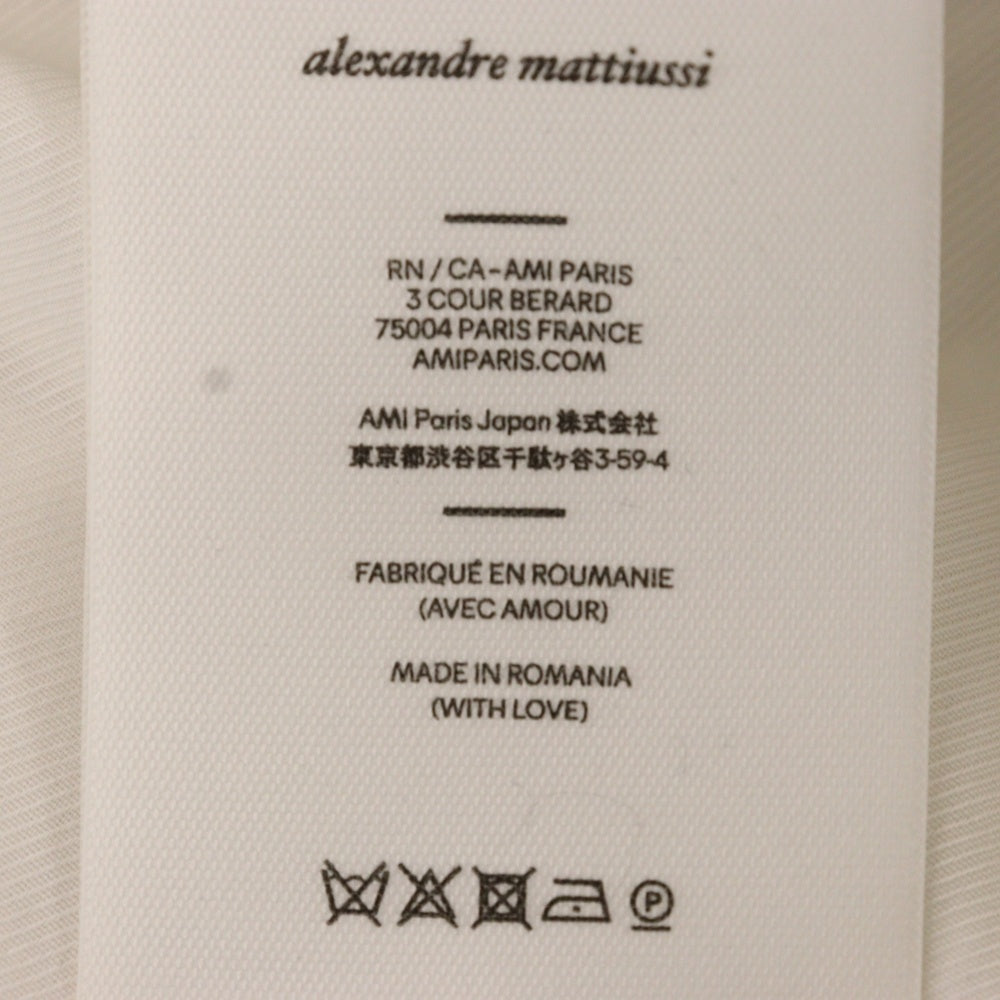 alexandre mattiussi
RN / CA-AMI PARIS
3 COUR BERARD
75004 PARIS FRANCE
AMIPARIS.COM
AMI Paris Japan 株式会社
東京都渋谷区千駄ヶ谷3-59-4
FABRIQUÉ EN ROUMANIE
(AVEC AMOUR)
MADE IN ROMANIA
(WITH LOVE)
P